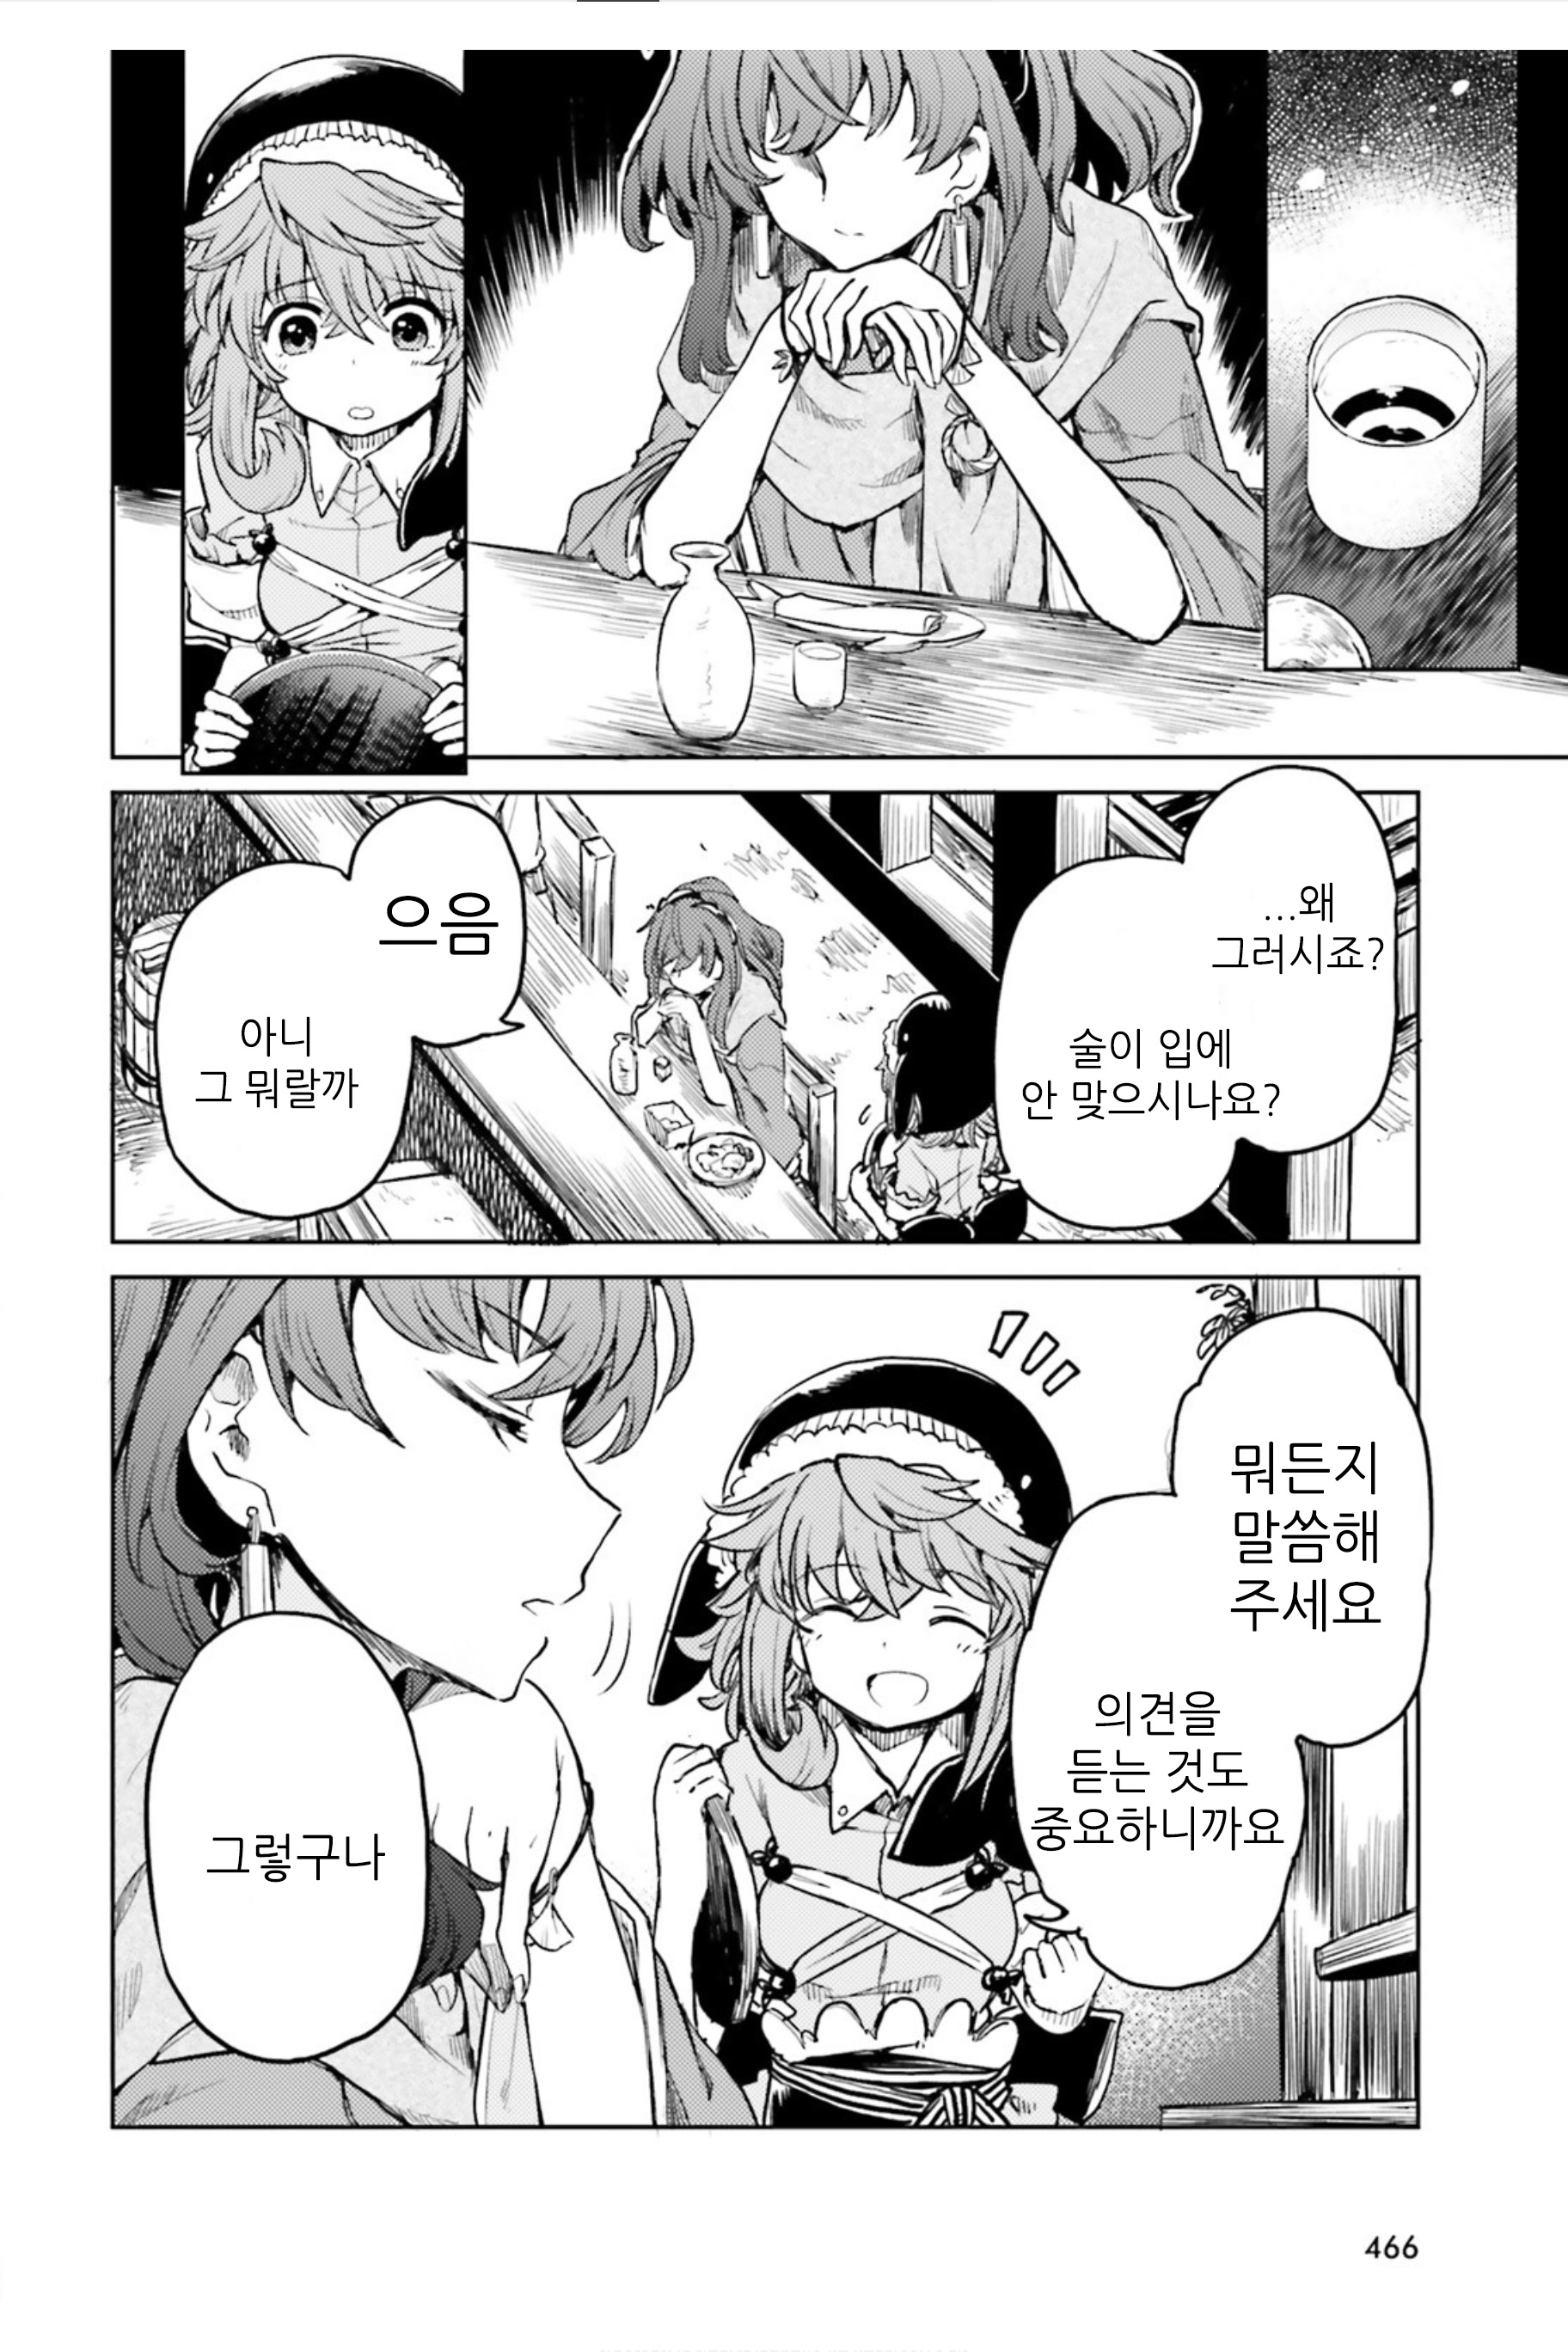 …왜
그러시죠?
술이 입에
안 맞으시나요?
으음
아니
그 뭐랄까
뭐든지
말씀해
주세요
의견을
듣는 것도
중요하니까요
그렇구나
466